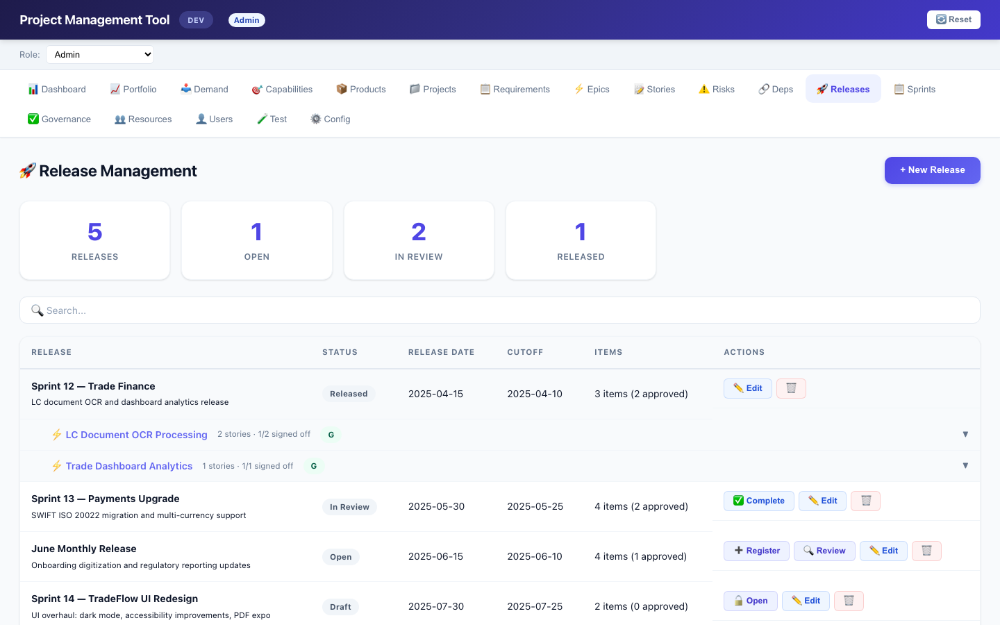 Project Management Tool DEV Admin Reset
Role: Admin
Dashboard Portfolio Demand Capabilities Products Projects Requirements Epics Stories Risks Deps Releases Sprints
Governance Resources Users Test Config
Release Management + New Release
5 1 2 1
RELEASES OPEN IN REVIEW RELEASED
Search...
RELEASE STATUS RELEASE DATE CUTOFF ITEMS ACTIONS
Sprint 12 — Trade Finance Released 2025-04-15 2025-04-10 3 items (2 approved) Edit
LC document OCR and dashboard analytics release
LC Document OCR Processing 2 stories · 1/2 signed off G
Trade Dashboard Analytics 1 stories · 1/1 signed off G
Sprint 13 — Payments Upgrade In Review 2025-05-30 2025-05-25 4 items (2 approved) Complete Edit
SWIFT ISO 20022 migration and multi-currency support
June Monthly Release Open 2025-06-15 2025-06-10 4 items (1 approved) Register Review Edit
Onboarding digitization and regulatory reporting updates
Sprint 14 — TradeFlow UI Redesign Draft 2025-07-30 2025-07-25 2 items (0 approved) Open Edit
UI overhaul: dark mode, accessibility improvements, PDF expo